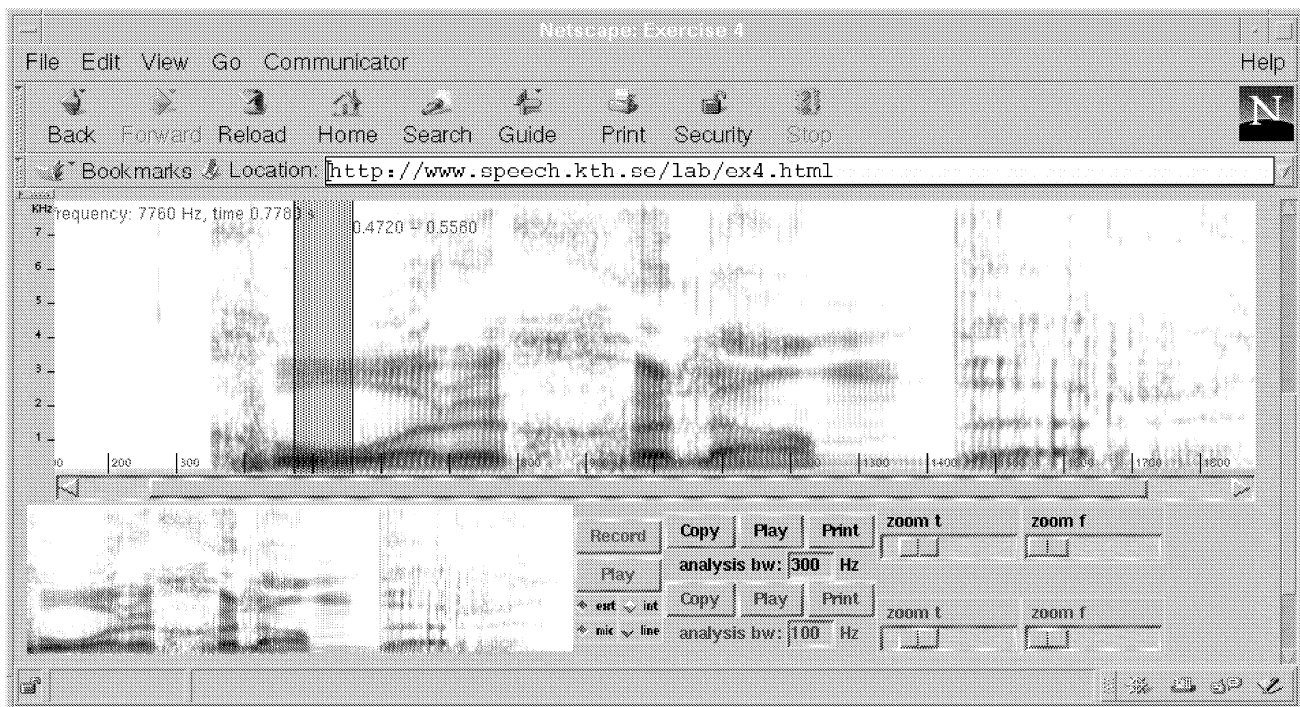 Netscape: Exercise 4
File Edit View Go Communicator Help
Back Forward Reload Home Search Guide Print Security Stop
N
Bookmarks Location: http://www.speech.kth.se/lab/ex4.html
KHz frequency: 7760 Hz, time 0.778
0.4720 - 0.5580
7
6
5
4
3
2
1
200 300 1300 1400 1700 1800
Record Copy Play Print zoom t zoom f
analysis bw: 300 Hz
Play
ext int Copy Play Print zoom t zoom f
mic line analysis bw: 100 Hz